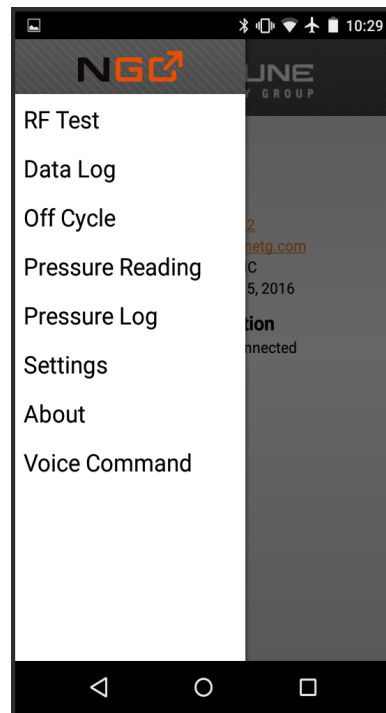 10:29
NGO
UNE
GROUP
RF Test
Data Log
Off Cycle
2
Pressure Reading
netg.com
C
Pressure Log
5, 2016
tion
Settings
nnected
About
Voice Command